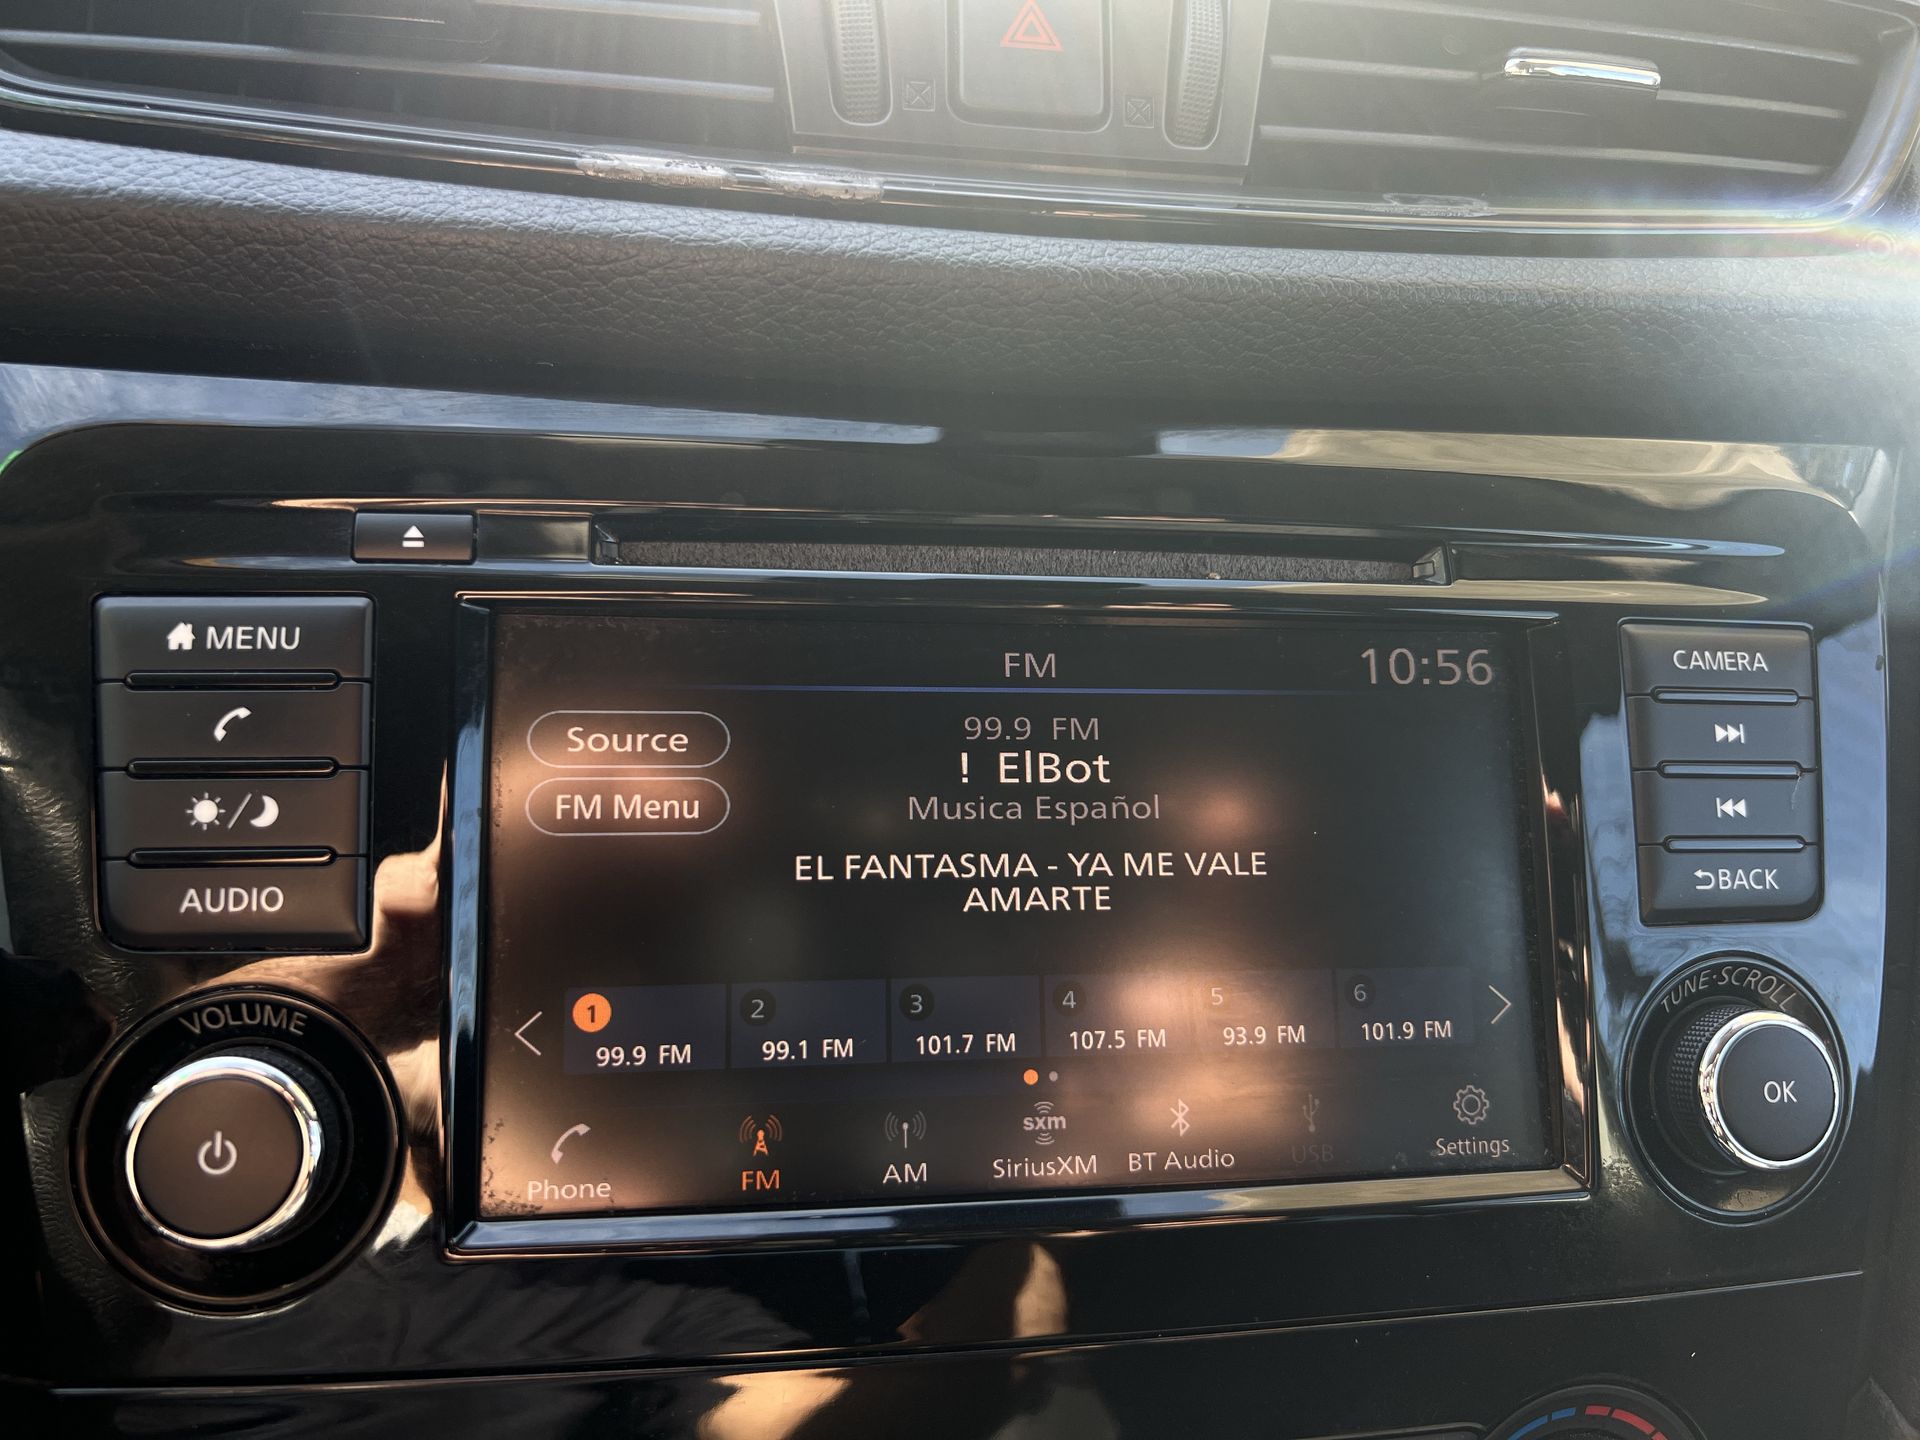 MENU
AUDIO
VOLUME
FM
10:56
Source
FM Menu
99.9 FM
! ElBot
Musica Español
EL FANTASMA - YA ME VALE
AMARTE
1
99.9 FM
2
99.1 FM
3
101.7 FM
4
107.5 FM
5
93.9 FM
6
101.9 FM
Phone
FM
AM
sxm
SiriusXM
BT Audio
USB
Settings
CAMERA
BACK
TUNE·SCROLL
OK